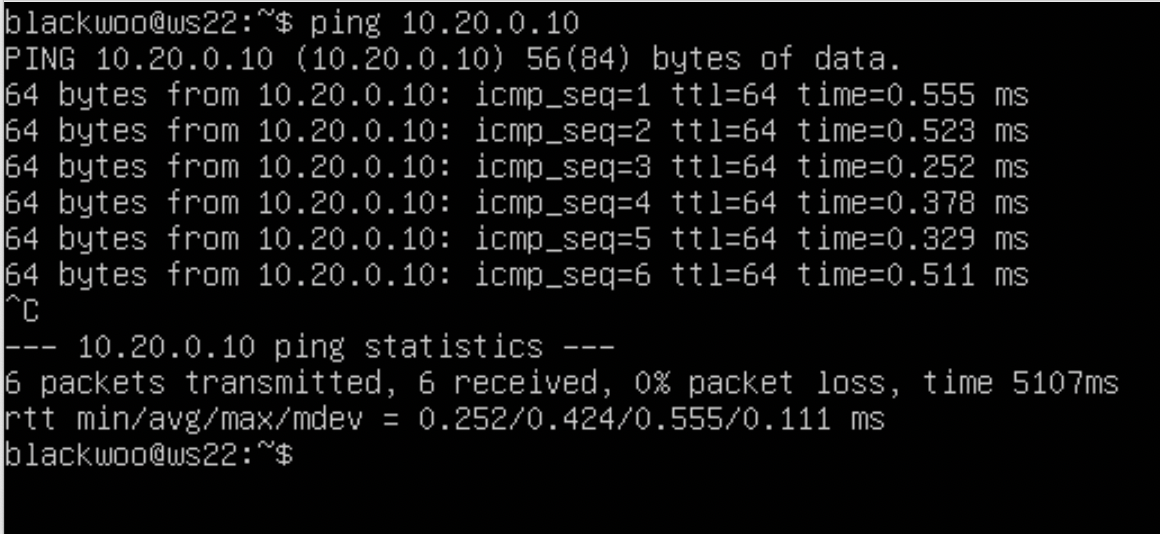 blackwoo@ws22:~$ ping 10.20.0.10
PING 10.20.0.10 (10.20.0.10) 56(84) bytes of data.
64 bytes from 10.20.0.10: icmp_seq=1 ttl=64 time=0.555 ms
64 bytes from 10.20.0.10: icmp_seq=2 ttl=64 time=0.523 ms
64 bytes from 10.20.0.10: icmp_seq=3 ttl=64 time=0.252 ms
64 bytes from 10.20.0.10: icmp_seq=4 ttl=64 time=0.378 ms
64 bytes from 10.20.0.10: icmp_seq=5 ttl=64 time=0.329 ms
64 bytes from 10.20.0.10: icmp_seq=6 ttl=64 time=0.511 ms
^C
--- 10.20.0.10 ping statistics ---
6 packets transmitted, 6 received, 0% packet loss, time 5107ms
rtt min/avg/max/mdev = 0.252/0.424/0.555/0.111 ms
blackwoo@ws22:~$